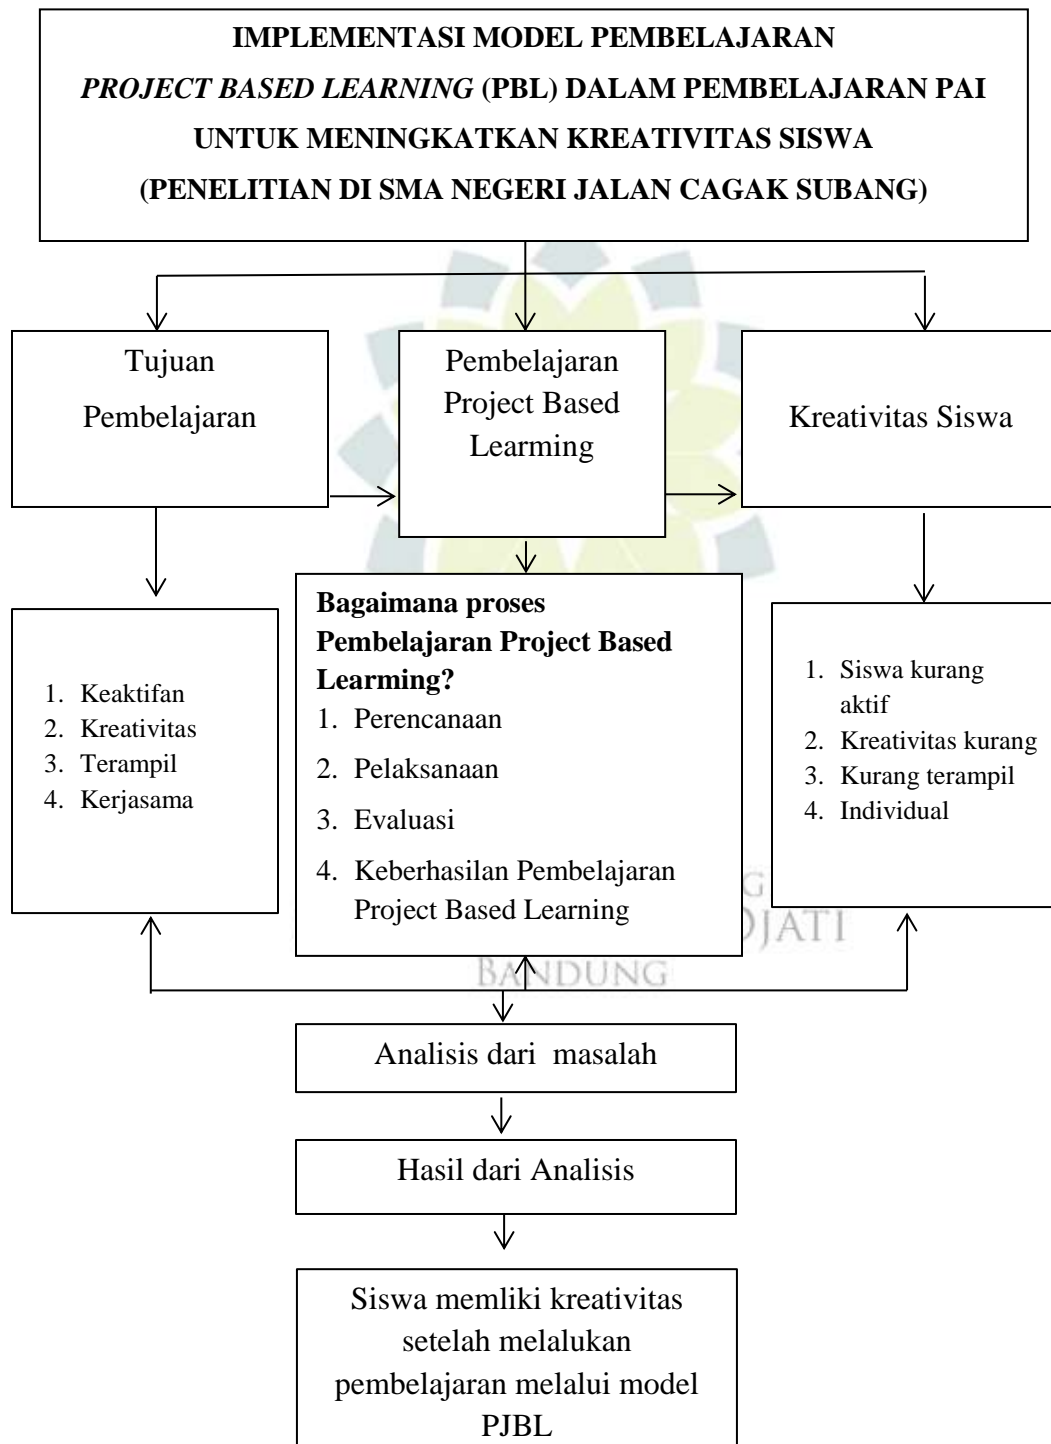 IMPLEMENTASI MODEL PEMBELAJARAN
PROJECT BASED LEARNING (PBL) DALAM PEMBELAJARAN PAI
UNTUK MENINGKATKAN KREATIVITAS SISWA
(PENELITIAN DI SMA NEGERI JALAN CAGAK SUBANG)
Tujuan
Pembelajaran
Pembelajaran
Project Based
Learming
Kreativitas Siswa
1. Keaktifan
2. Kreativitas
3. Terampil
4. Kerjasama
Bagaimana proses
Pembelajaran Project Based
Learming?
1. Perencanaan
2. Pelaksanaan
3. Evaluasi
4. Keberhasilan Pembelajaran
Project Based Learning
1. Siswa kurang
aktif
2. Kreativitas kurang
3. Kurang terampil
4. Individual
BANDUNG
Analisis dari  masalah
Hasil dari Analisis
Siswa memliki kreativitas
setelah melalukan
pembelajaran melalui model
PJBL